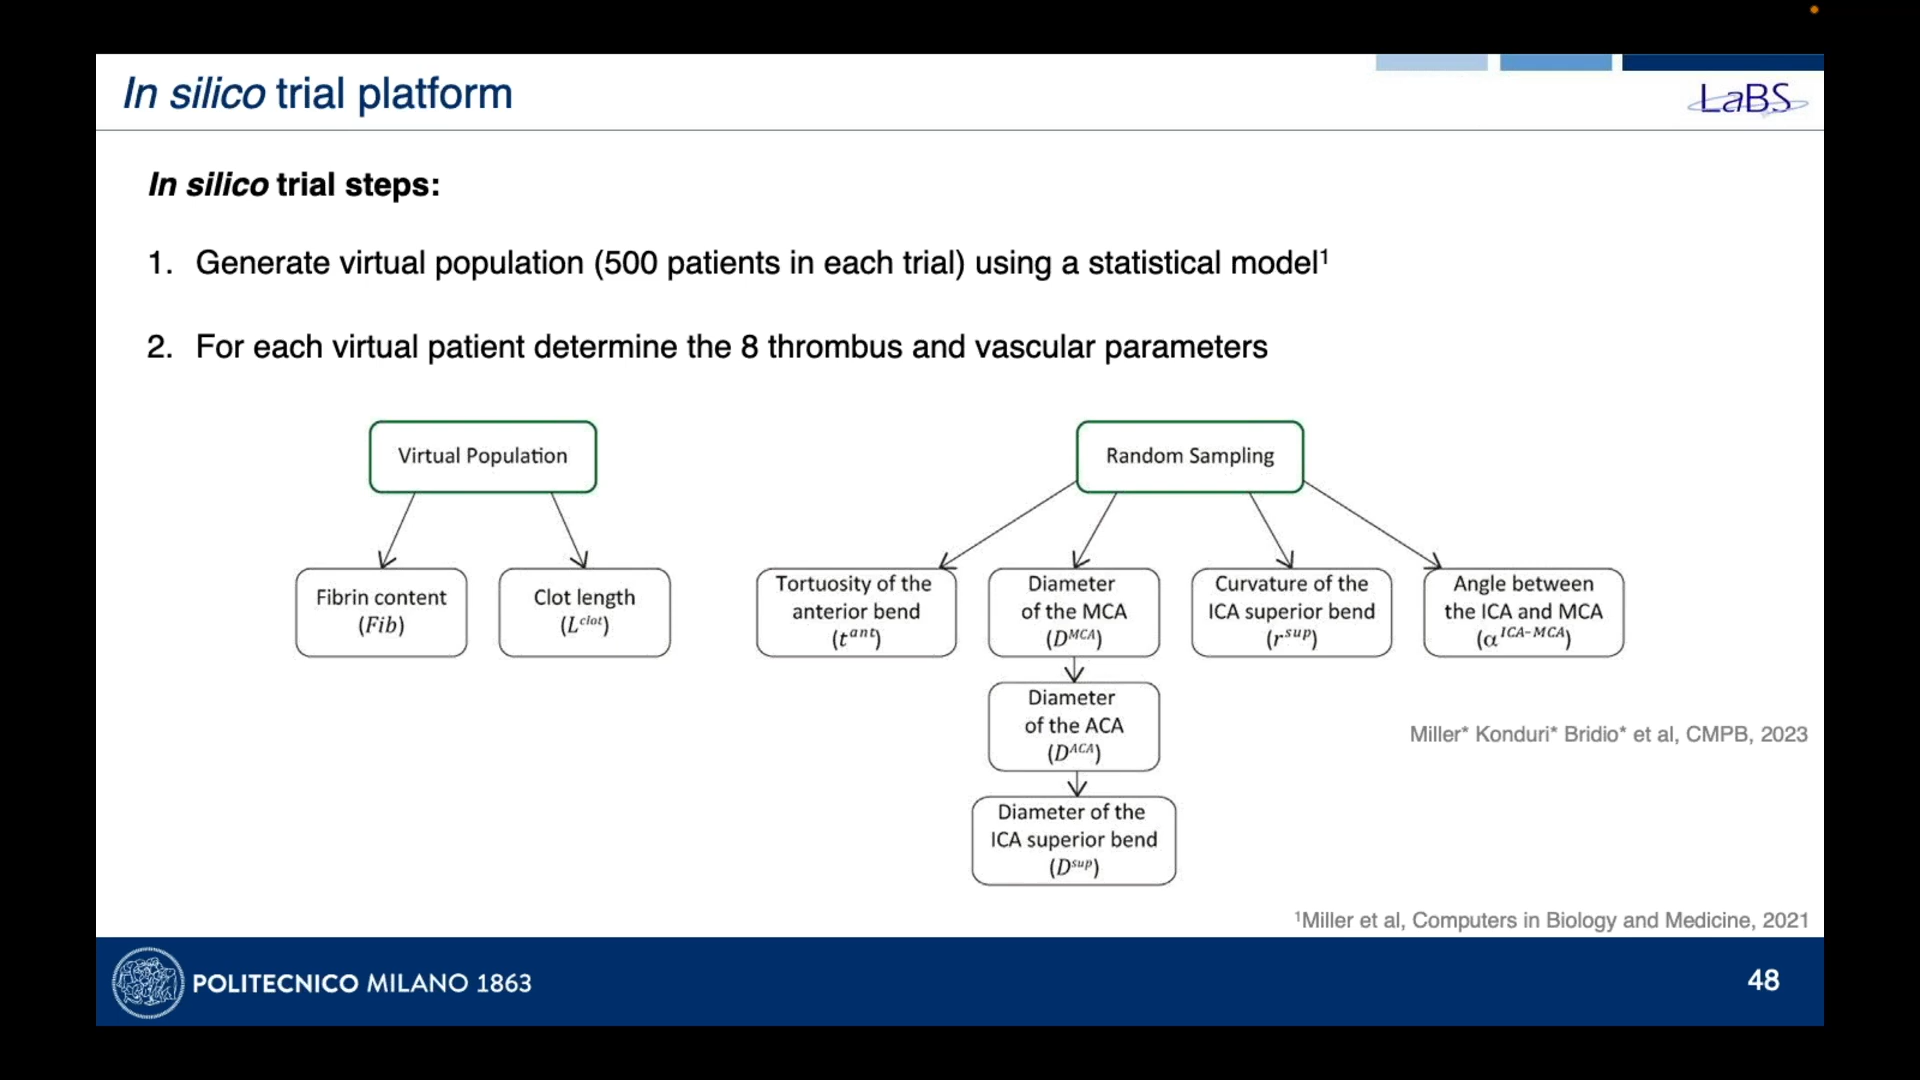 In silico trial platform
LaBS
In silico trial steps:
1. Generate virtual population (500 patients in each trial) using a statistical model¹
2. For each virtual patient determine the 8 thrombus and vascular parameters
Virtual Population
Random Sampling
Fibrin content
(Fib)
Clot length
(L^clot)
Tortuosity of the
anterior bend
(t^ant)
Diameter
of the MCA
(D^MCA)
Curvature of the
ICA superior bend
(r^sup)
Angle between
the ICA and MCA
(α^ICA-MCA)
Diameter
of the ACA
(D^ACA)
Diameter of the
ICA superior bend
(D^sup)
Miller* Konduri* Bridio* et al, CMPB, 2023
¹Miller et al, Computers in Biology and Medicine, 2021
POLITECNICO MILANO 1863
48